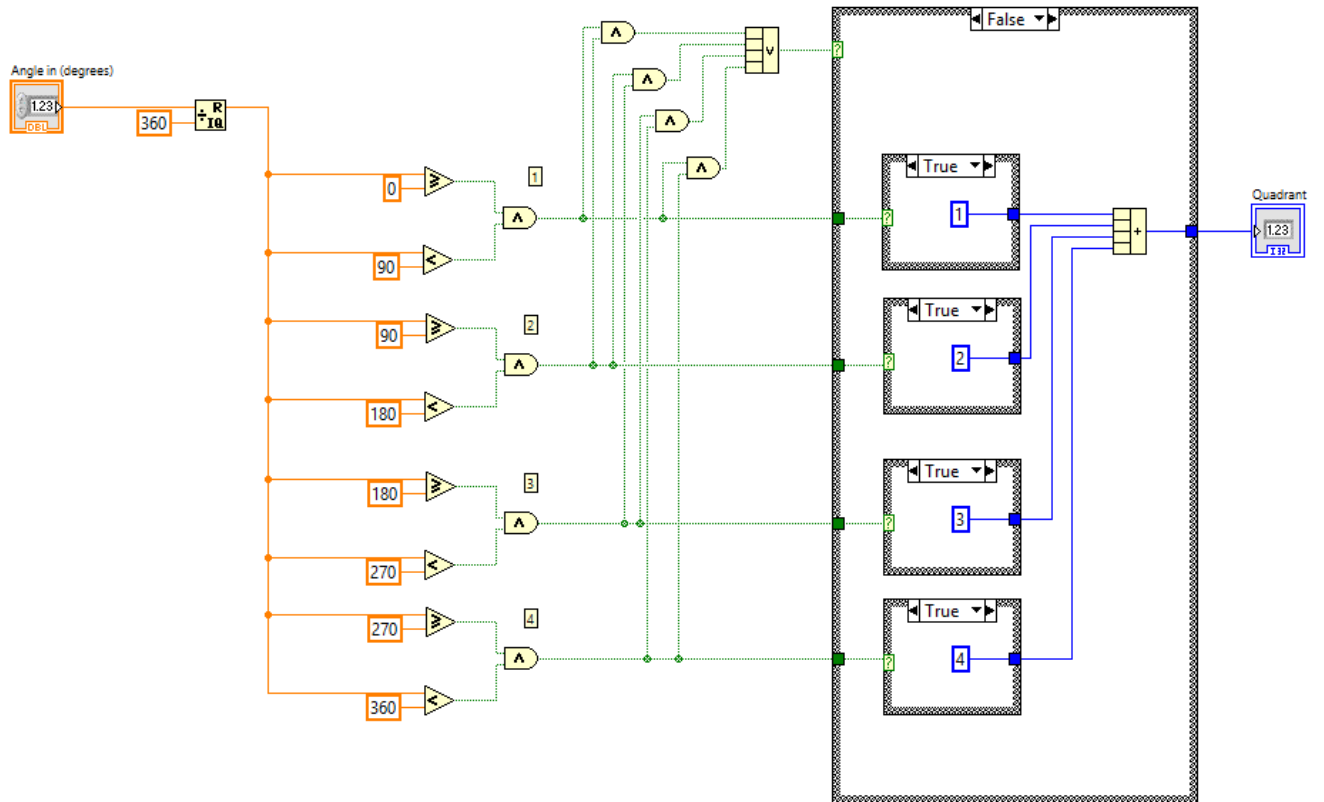 False
Angle in (degrees)
1.23
DBL
360
R
IQ
1
0
90
2
90
180
3
180
270
4
270
360
True
1
True
2
True
3
True
4
Quadrant
1.23
I32